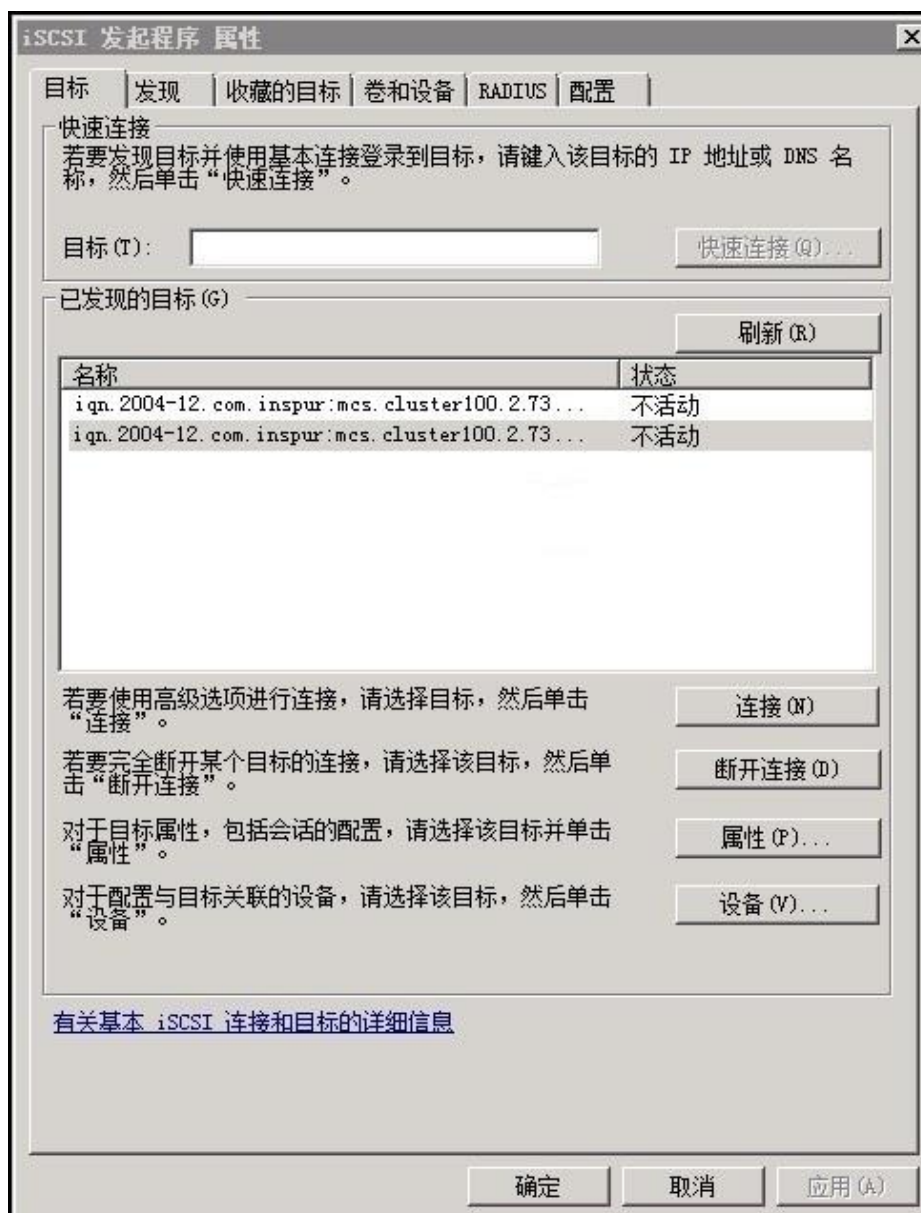 iSCSI 发起程序 属性
目标 发现 收藏的目标 卷和设备 RADIUS 配置
快速连接
若要发现目标并使用基本连接登录到目标，请键入该目标的 IP 地址或 DNS 名
称，然后单击“快速连接”。
目标(T): 快速连接(Q)...
已发现的目标(G)
刷新(R)
名称 状态
iqn.2004-12.com.inspur:mcs.cluster100.2.73... 不活动
iqn.2004-12.com.inspur:mcs.cluster100.2.73... 不活动
若要使用高级选项进行连接，请选择目标，然后单击
“连接”。
连接(N)
若要完全断开某个目标的连接，请选择该目标，然后单
击“断开连接”。
断开连接(D)
对于目标属性，包括会话的配置，请选择该目标并单击
“属性”。
属性(P)...
对于配置与目标关联的设备，请选择该目标，然后单击
“设备”。
设备(V)...
有关基本 iSCSI 连接和目标的详细信息
确定 取消 应用(A)